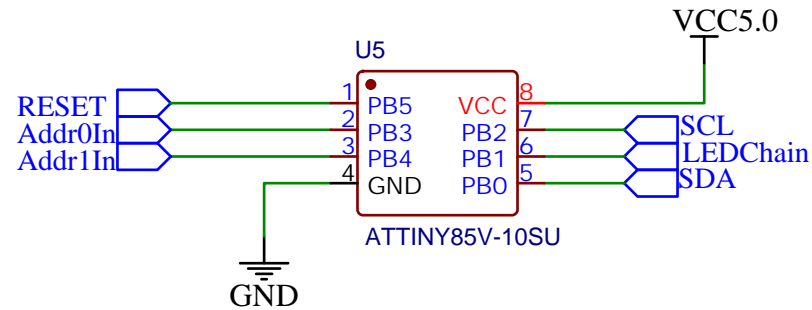 VCC5.0
U5
RESET 1 PB5 VCC 8
Addr0In 2 PB3 PB2 7 SCL
Addr1In 3 PB4 PB1 6 LEDChain
4 GND PB0 5 SDA
ATTINY85V-10SU
GND